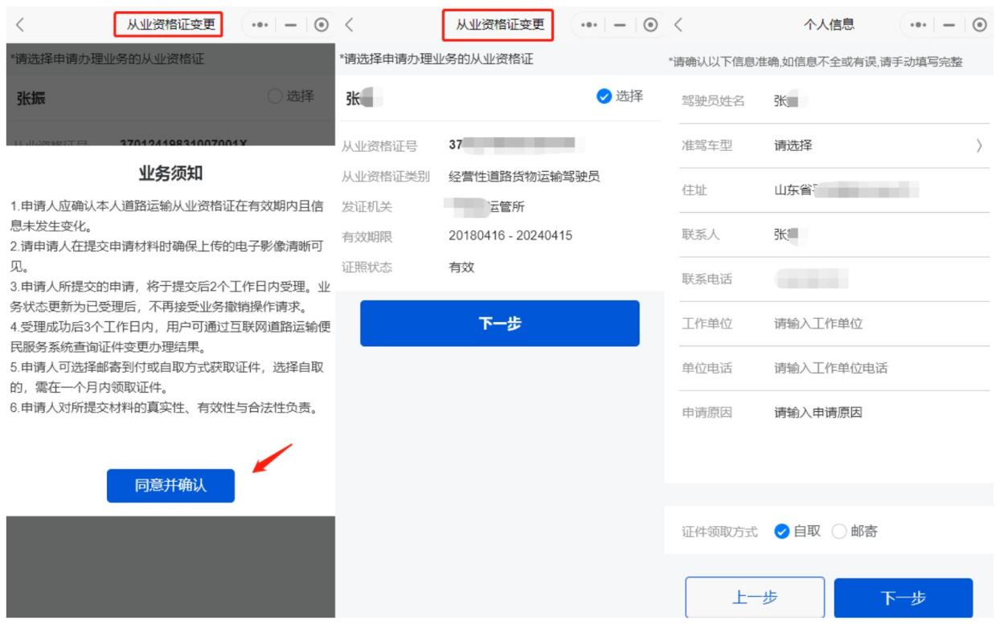 从业资格证变更
*请选择申请办理业务的从业资格证
张振
选择
从业资格证号
业务须知
1.申请人应确认本人道路运输从业资格证在有效期内且信
息未发生变化。
2.请申请人在提交申请材料时确保上传的电子影像清晰可
见。
3.申请人所提交的申请，将于提交后2个工作日内受理。业
务状态更新为已受理后，不再接受业务撤销操作请求。
4.受理成功后3个工作日内，用户可通过互联网道路运输便
民服务系统查询证件变更办理结果。
5.申请人可选择邮寄到付或自取方式获取证件，选择自取
的，需在一个月内领取证件。
6.申请人对所提交材料的真实性、有效性与合法性负责。
同意并确认
从业资格证变更
*请选择申请办理业务的从业资格证
张
选择
从业资格证号 37
从业资格证类别 经营性道路货物运输驾驶员
发证机关 运管所
有效期限 20180416 - 20240415
证照状态 有效
下一步
个人信息
*请确认以下信息准确,如信息不全或有误,请手动填写完整
驾驶员姓名 张
准驾车型 请选择
住址 山东省
联系人 张
联系电话
工作单位 请输入工作单位
单位电话 请输入工作单位电话
申请原因 请输入申请原因
证件领取方式 自取 邮寄
上一步 下一步